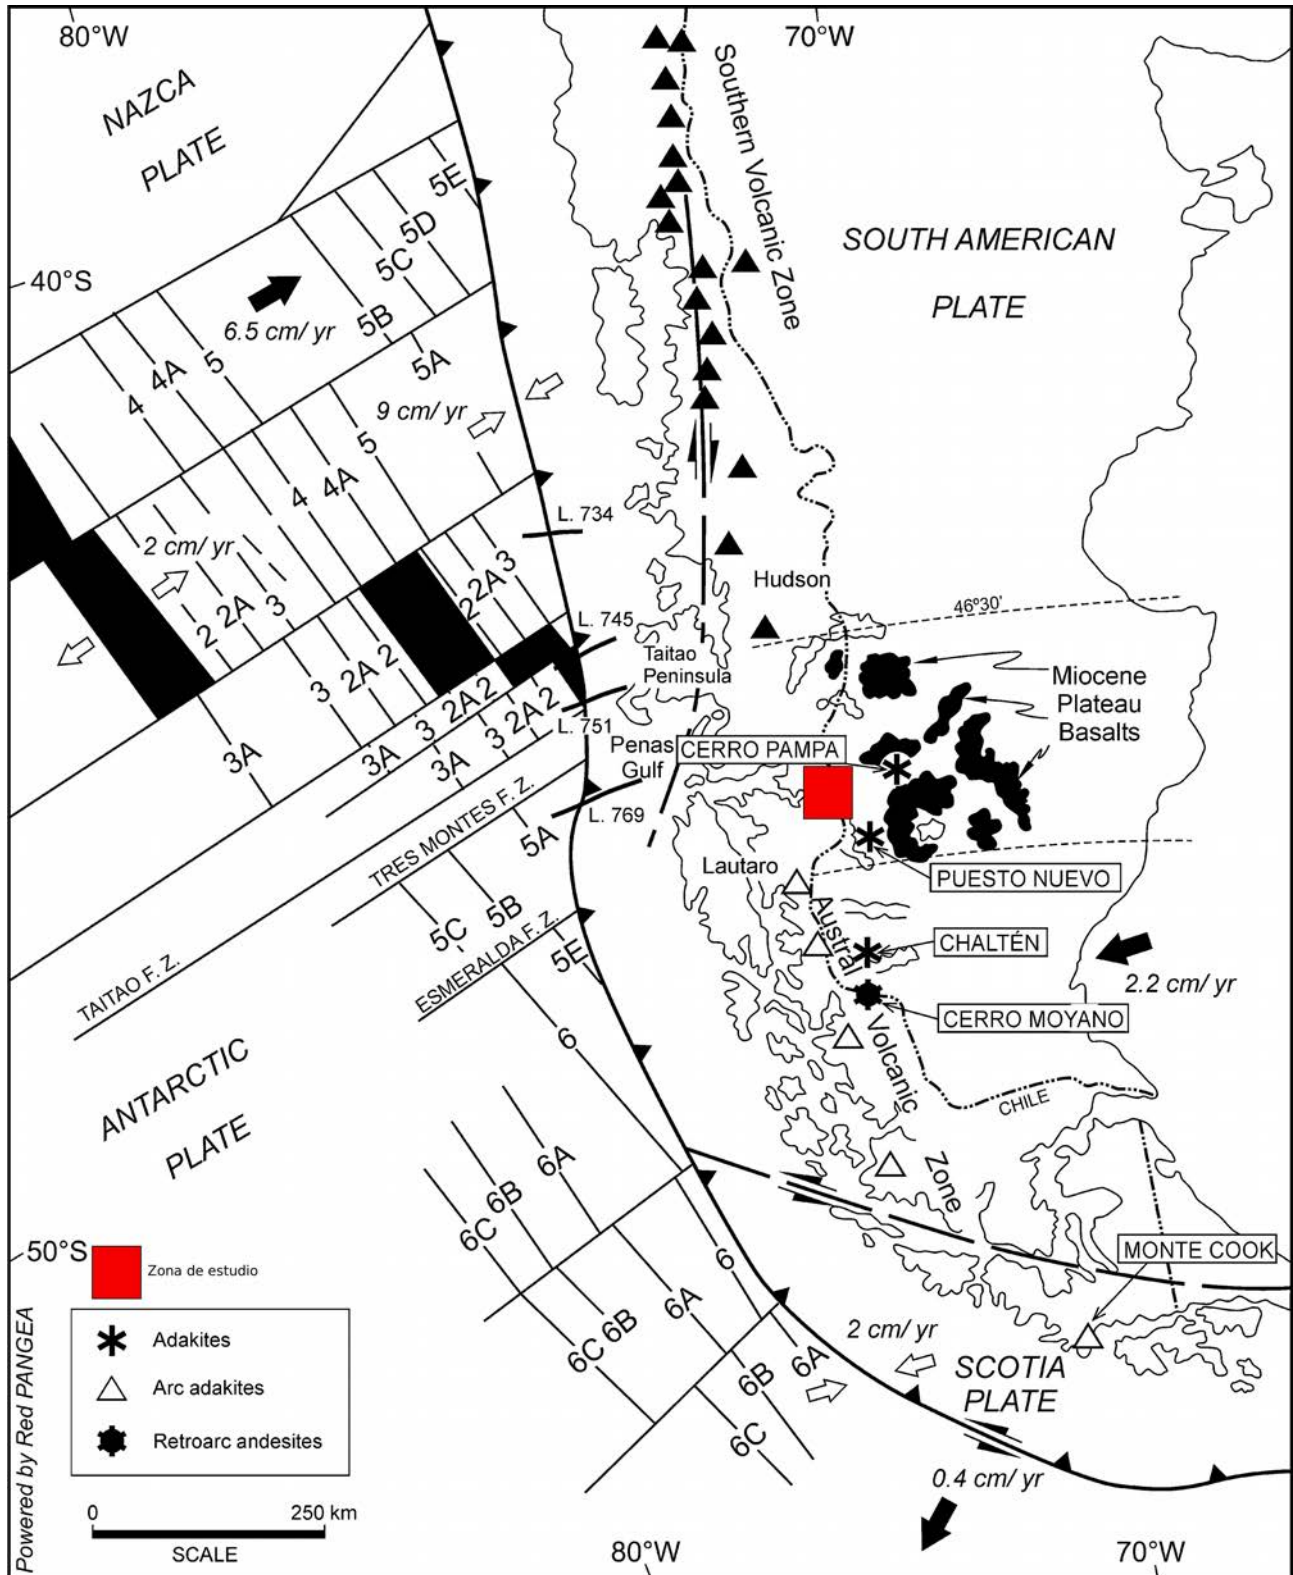 80°W
70°W
NAZCA
PLATE
Southern Volcanic Zone
5E
5D
5C
5B
SOUTH AMERICAN
PLATE
40°S
6.5 cm/ yr
5A
5
4A
4
9 cm/ yr
5
4A
4
L. 734
2 cm/ yr
3
2A
2
Hudson
46º30'
2
2A
3
L. 745
Taitao
Peninsula
3
2A
2
Miocene
Plateau
Basalts
3
2A
2
3
2A
2
L. 751
3A
3A
3A
Penas
Gulf
CERRO PAMPA
TRES MONTES F. Z.
L. 769
5A
Lautaro
PUESTO NUEVO
5B
5C
ESMERALDA F. Z.
5E
Austral
Volcanic
Zone
CHALTÉN
2.2 cm/ yr
TAITAO F. Z.
CERRO MOYANO
6
ANTARCTIC
PLATE
CHILE
6A
6B
6C
50°S
MONTE COOK
6
6A
6B
6C
Zona de estudio
Adakites
Arc adakites
Retroarc andesites
2 cm/ yr
6A
6B
6C
SCOTIA
PLATE
0.4 cm/ yr
0
250 km
SCALE
80°W
70°W
Powered by Red PANGEA